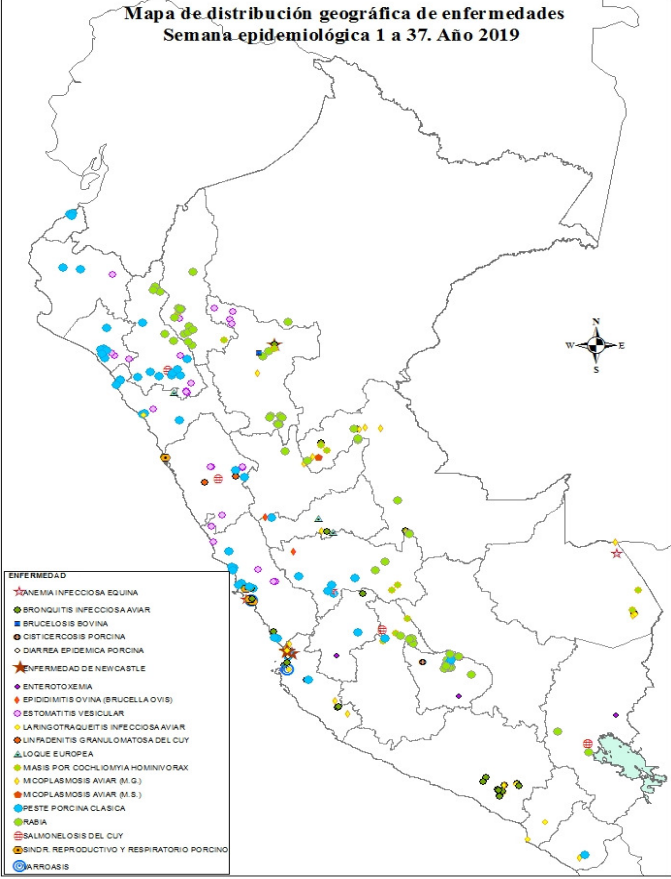 Mapa de distribución geográfica de enfermedades
Semana epidemiológica 1 a 37. Año 2019
N
W E
S
ENFERMEDAD
ANEMIA INFECCIOSA EQUINA
BRONQUITIS INFECCIOSA AVIAR
BRUCELOSIS BOVINA
CISTICERCOSIS PORCINA
DIARREA EPIDEMICA PORCINA
ENFERMEDAD DE NEWCASTLE
ENTEROTOXEMIA
EPIDIDIMITIS OVINA (BRUCELLA OVIS)
ESTOMATITIS VESICULAR
LARINGOTRAQUEITIS INFECCIOSA AVIAR
LINFADENITIS GRANULOMATOSA DEL CUY
LOQUE EUROPEA
MIASIS POR COCHLIOMYIA HOMINIVORAX
MICOPLASMOSIS AVIAR (M.G.)
MICOPLASMOSIS AVIAR (M.S.)
PESTE PORCINA CLASICA
RABIA
SALMONELOSIS DEL CUY
SINDR. REPRODUCTIVO Y RESPIRATORIO PORCINO
VARROASIS